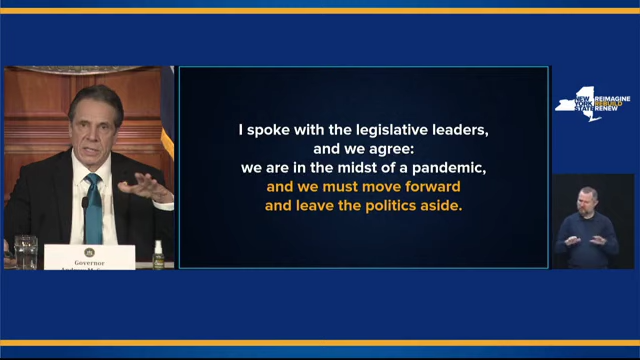 I spoke with the legislative leaders,
and we agree:
we are in the midst of a pandemic,
and we must move forward
and leave the politics aside.
NEW
YORK
STATE
REIMAGINE
REBUILD
RENEW
Governor